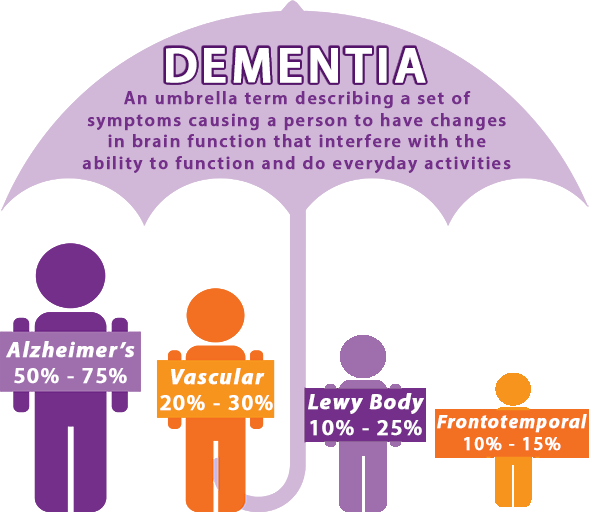 DEMENTIA
An umbrella term describing a set of
symptoms causing a person to have changes
in brain function that interfere with the
ability to function and do everyday activities
Alzheimer's
50% - 75%
Vascular
20% - 30%
Lewy Body
10% - 25%
Frontotemporal
10% - 15%